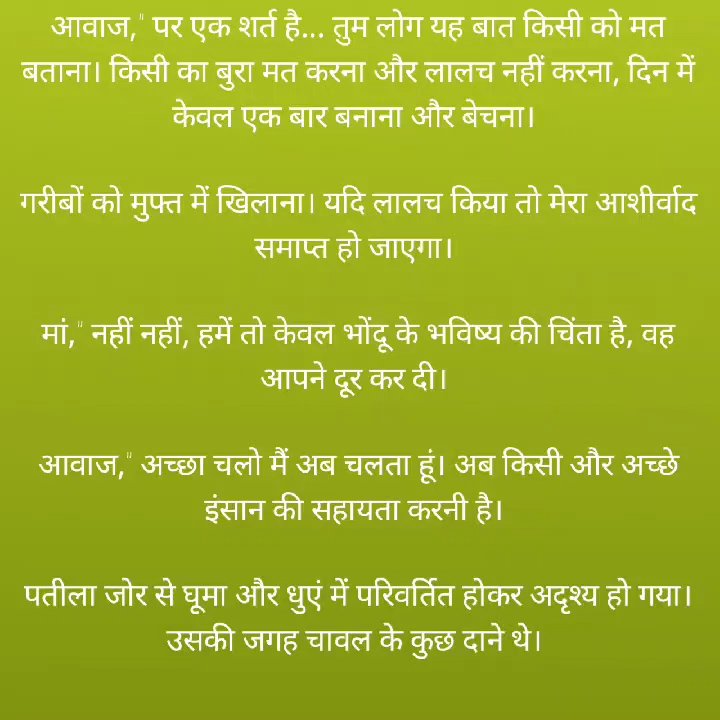 आवाज," पर एक शर्त है... तुम लोग यह बात किसी को मत
बताना। किसी का बुरा मत करना और लालच नहीं करना, दिन में
केवल एक बार बनाना और बेचना।
गरीबों को मुफ्त में खिलाना। यदि लालच किया तो मेरा आशीर्वाद
समाप्त हो जाएगा।
मां," नहीं नहीं, हमें तो केवल भोंदू के भविष्य की चिंता है, वह
आपने दूर कर दी।
आवाज," अच्छा चलो मैं अब चलता हूं। अब किसी और अच्छे
इंसान की सहायता करनी है।
पतीला जोर से घूमा और धुएं में परिवर्तित होकर अदृश्य हो गया।
उसकी जगह चावल के कुछ दाने थे।